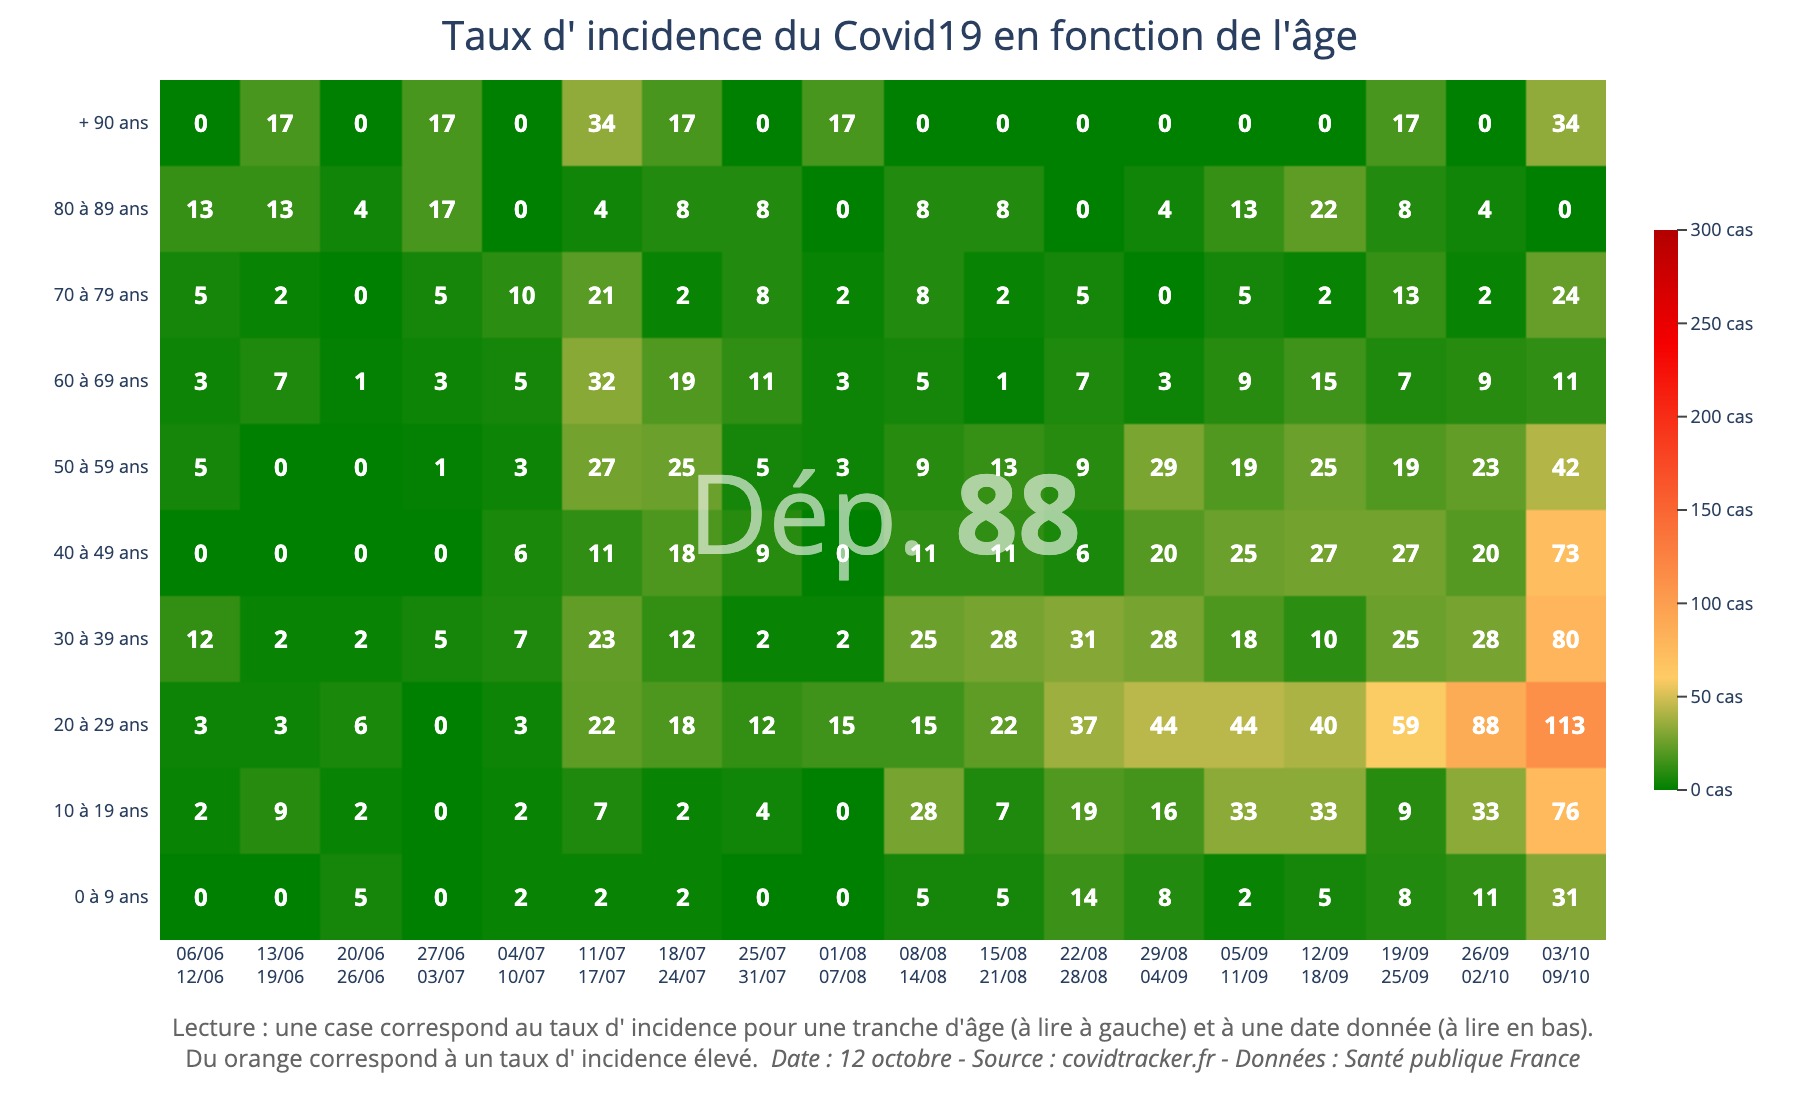 Taux d' incidence du Covid19 en fonction de l'âge
+ 90 ans 0 17 0 17 0 34 17 0 17 0 0 0 0 0 0 17 0 34
80 à 89 ans 13 13 4 17 0 4 8 8 0 8 8 0 4 13 22 8 4 0
70 à 79 ans 5 2 0 5 10 21 2 8 2 8 2 5 0 5 2 13 2 24
60 à 69 ans 3 7 1 3 5 32 19 11 3 5 1 7 3 9 15 7 9 11
50 à 59 ans 5 0 0 1 3 27 25 5 3 9 13 9 29 19 25 19 23 42
Dép. 88
40 à 49 ans 0 0 0 0 6 11 18 9 0 11 11 6 20 25 27 27 20 73
30 à 39 ans 12 2 2 5 7 23 12 2 2 25 28 31 28 18 10 25 28 80
20 à 29 ans 3 3 6 0 3 22 18 12 15 15 22 37 44 44 40 59 88 113
10 à 19 ans 2 9 2 0 2 7 2 4 0 28 7 19 16 33 33 9 33 76
0 à 9 ans 0 0 5 0 2 2 2 0 0 5 5 14 8 2 5 8 11 31
06/06 13/06 20/06 27/06 04/07 11/07 18/07 25/07 01/08 08/08 15/08 22/08 29/08 05/09 12/09 19/09 26/09 03/10
12/06 19/06 26/06 03/07 10/07 17/07 24/07 31/07 07/08 14/08 21/08 28/08 04/09 11/09 18/09 25/09 02/10 09/10
300 cas
250 cas
200 cas
150 cas
100 cas
50 cas
0 cas
Lecture : une case correspond au taux d' incidence pour une tranche d'âge (à lire à gauche) et à une date donnée (à lire en bas).
Du orange correspond à un taux d' incidence élevé. Date : 12 octobre - Source : covidtracker.fr - Données : Santé publique France